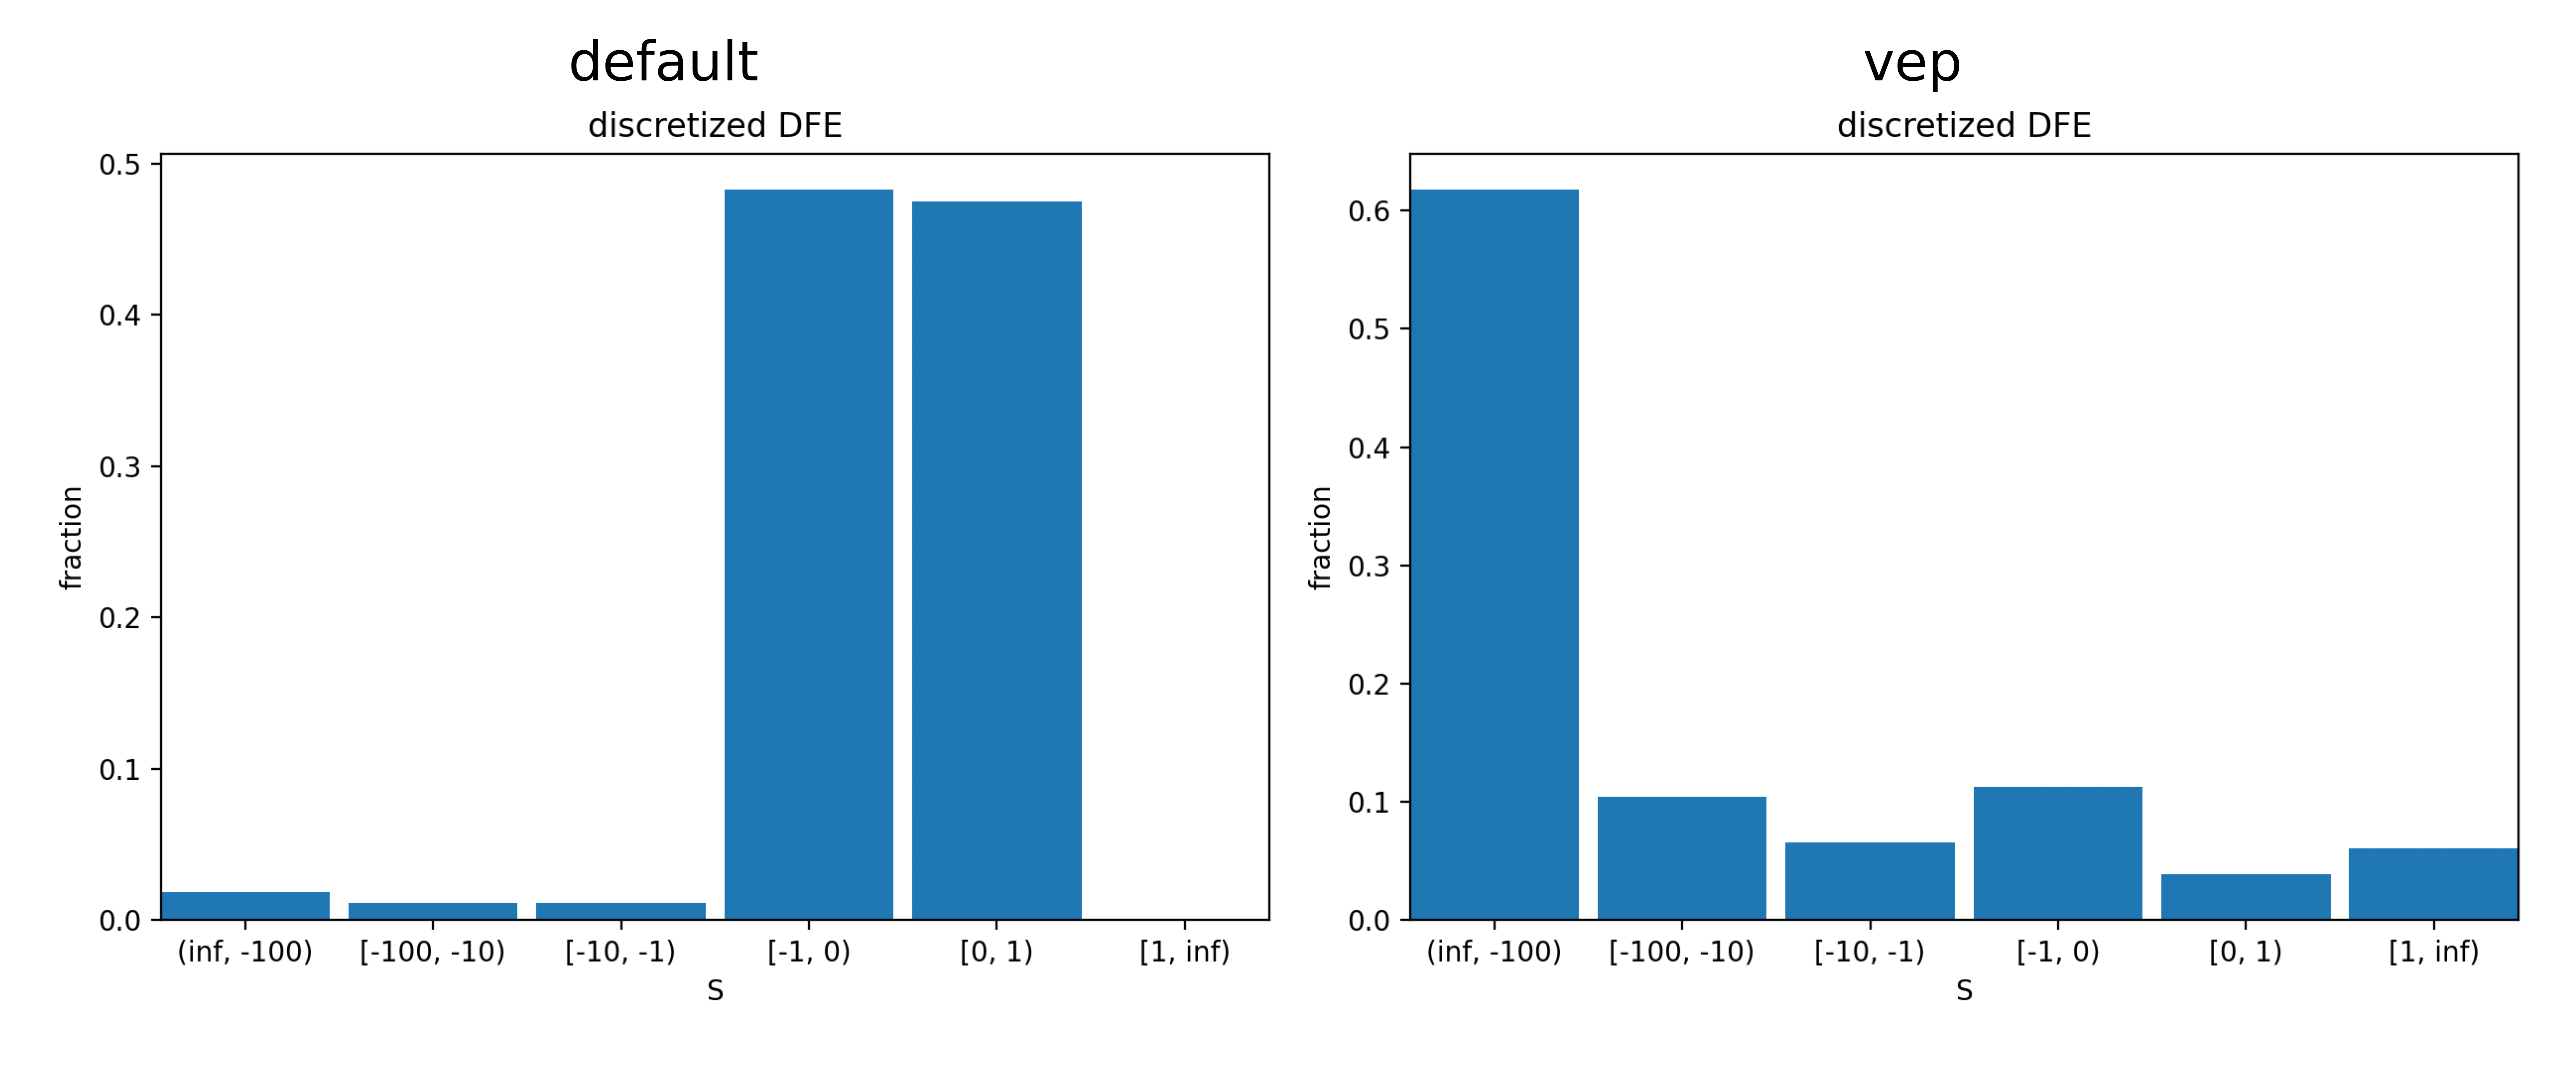 default
discretized DFE
0.5
0.4
0.3
0.2
0.1
0.0
fraction
(inf, -100)
[-100, -10)
[-10, -1)
[-1, 0)
[0, 1)
[1, inf)
S
vep
discretized DFE
0.6
0.5
0.4
0.3
0.2
0.1
0.0
fraction
(inf, -100)
[-100, -10)
[-10, -1)
[-1, 0)
[0, 1)
[1, inf)
S